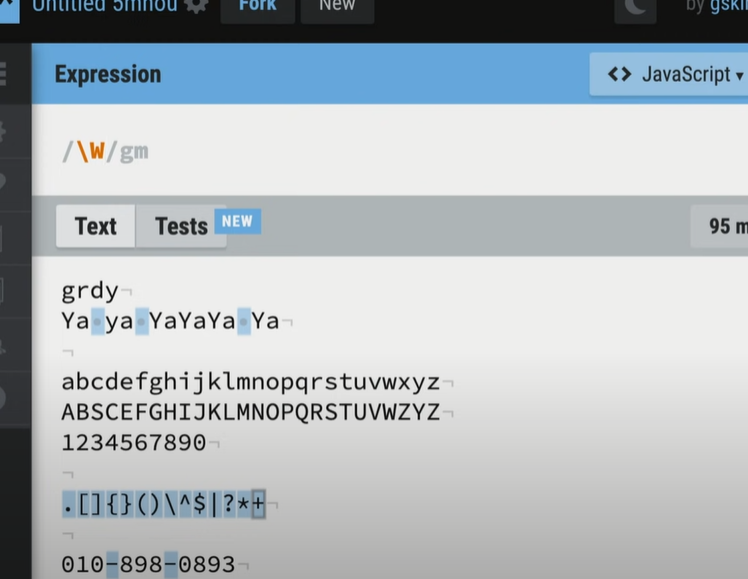 Untitled 5mnou Fork New by gski
Expression
<> JavaScript ▾
/\W/gm
Text Tests NEW 95 m
grdy¬
Ya·ya·YaYaYa·Ya¬
¬
abcdefghijklmnopqrstuvwxyz¬
ABSCEFGHIJKLMNOPQRSTUVWZYZ¬
1234567890¬
¬
.[]{}()\^$|?*+¬
¬
010-898-0893¬